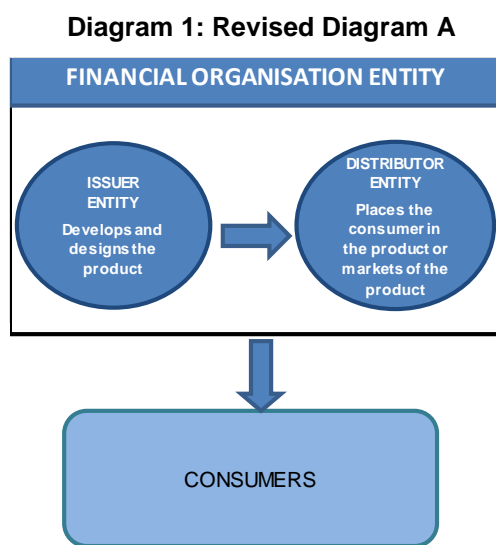 Diagram 1: Revised Diagram A
FINANCIAL ORGANISATION ENTITY
ISSUER
ENTITY
Develops and
designs the
product
DISTRIBUTOR
ENTITY
Places the
consumer in
the product or
markets of the
product
CONSUMERS